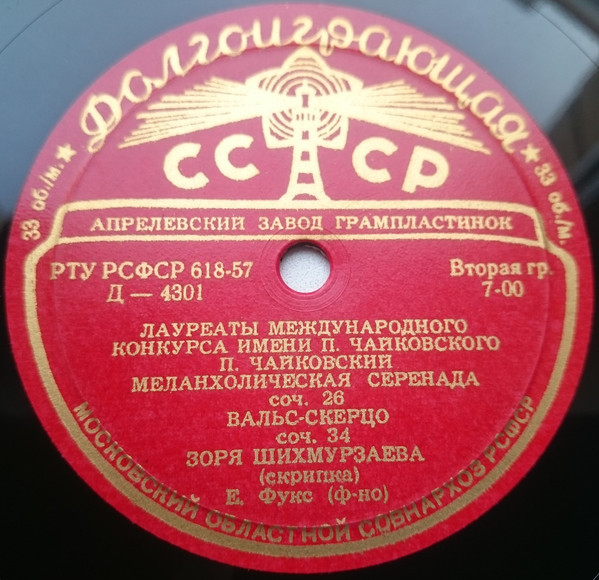 Долгоиграющая
СССР
33 об./м. ★ ★ 33 об./м.
АПРЕЛЕВСКИЙ ЗАВОД ГРАМПЛАСТИНОК
РТУ РСФСР 618-57 Вторая гр.
Д — 4301 7-00
ЛАУРЕАТЫ МЕЖДУНАРОДНОГО
КОНКУРСА ИМЕНИ П. ЧАЙКОВСКОГО
П. ЧАЙКОВСКИЙ
МЕЛАНХОЛИЧЕСКАЯ СЕРЕНАДА
соч. 26
ВАЛЬС-СКЕРЦО
соч. 34
ЗОРЯ ШИХМУРЗАЕВА
(скрипка)
Е. Фукс (ф-но)
МОСКОВСКИЙ ОБЛАСТНОЙ СОВНАРХОЗ РСФСР